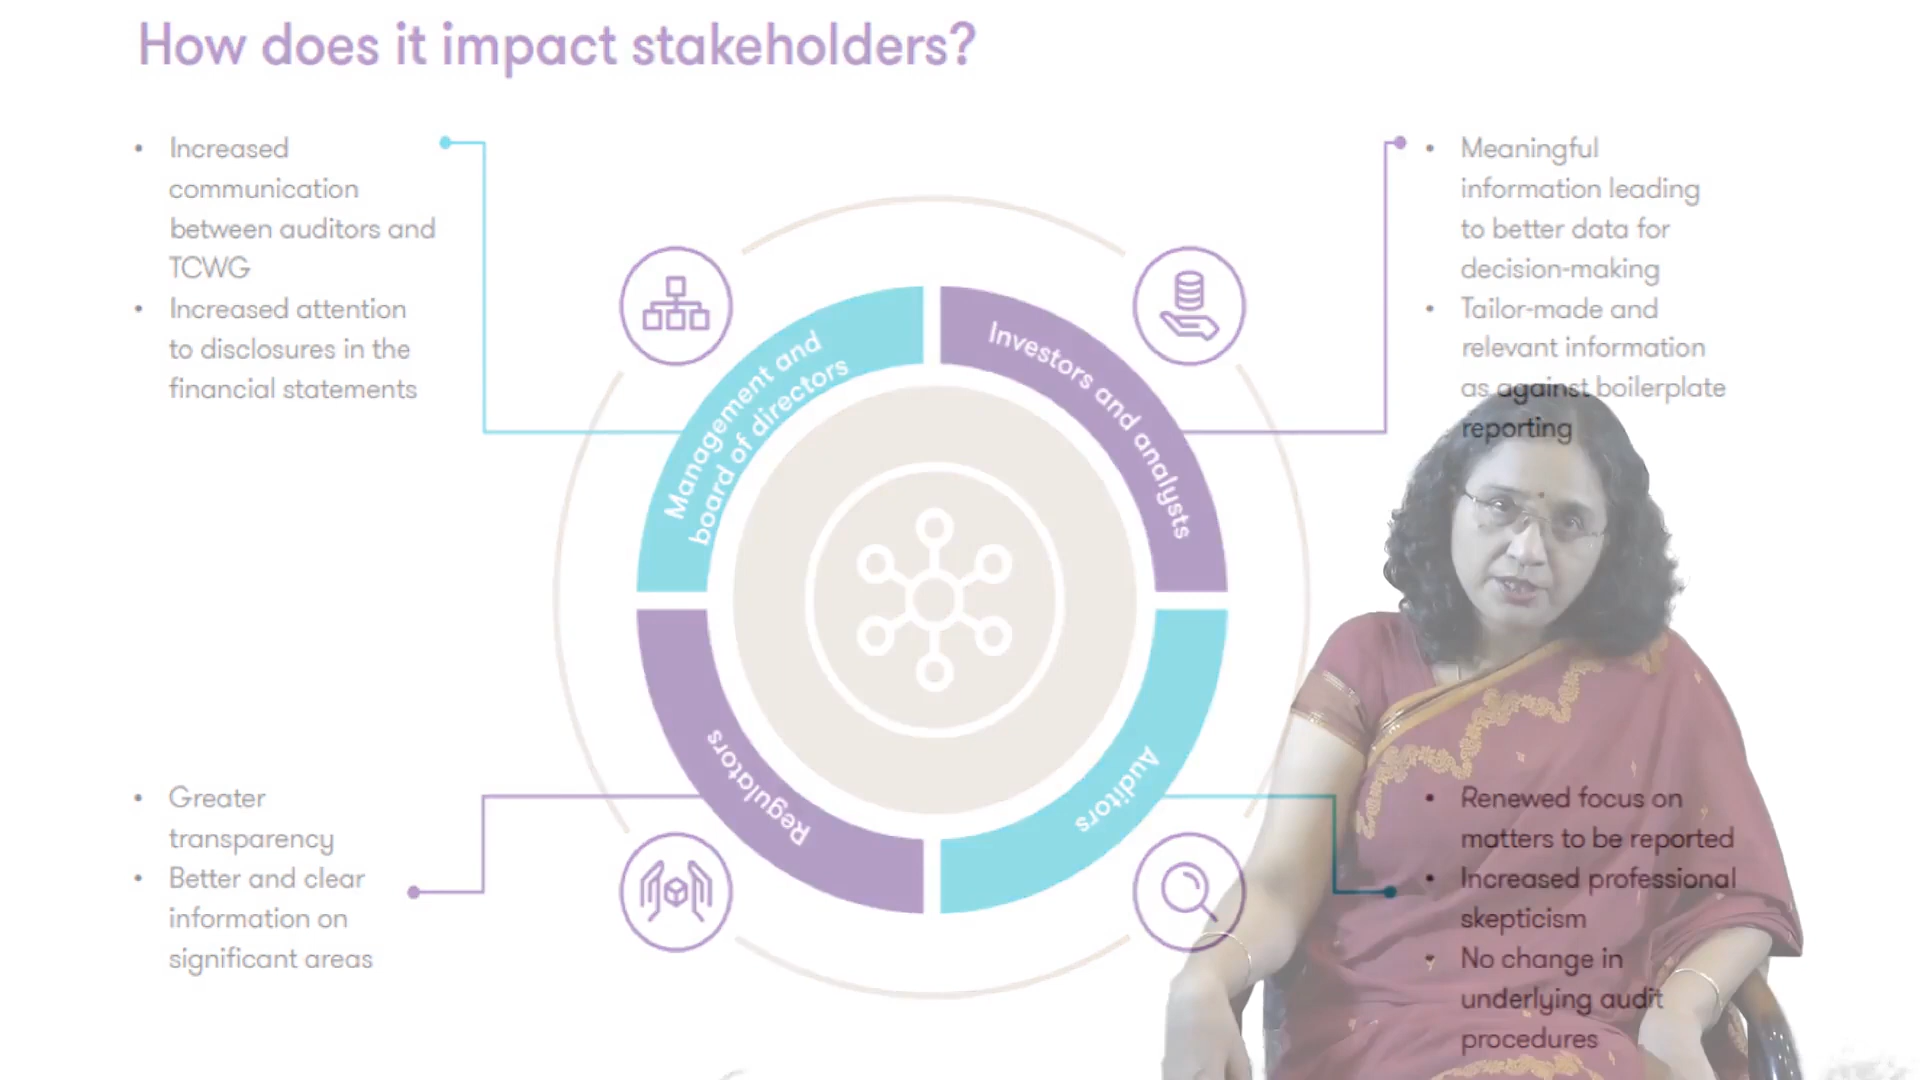 How does it impact stakeholders?
• Increased
communication
between auditors and
TCWG
• Increased attention
to disclosures in the
financial statements
• Meaningful
information leading
to better data for
decision-making
• Tailor-made and
relevant information
as against boilerplate
reporting
Management and
board of directors
Investors and analysts
Regulators
Auditors
• Greater
transparency
• Better and clear
information on
significant areas
• Renewed focus on
matters to be reported
• Increased professional
skepticism
• No change in
underlying audit
procedures